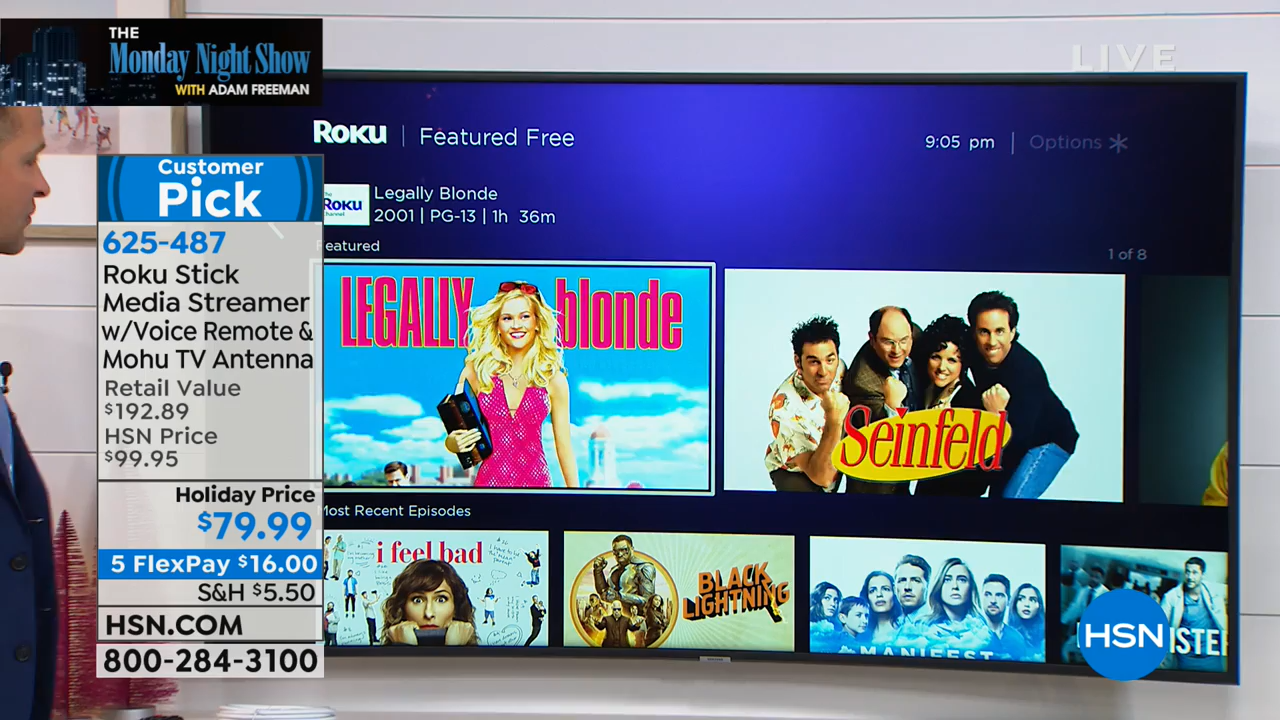 THE
Monday Night Show
WITH ADAM FREEMAN
LIVE
Customer
Pick
625-487
Roku Stick
Media Streamer
w/Voice Remote &
Mohu TV Antenna
Retail Value
$192.89
HSN Price
$99.95
Holiday Price
$79.99
5 FlexPay $16.00
S&H $5.50
HSN.COM
800-284-3100
Roku | Featured Free
9:05 pm | Options
Roku
Channel
Legally Blonde
2001 | PG-13 | 1h 36m
Featured
1 of 8
LEGALLY blonde
Seinfeld
Most Recent Episodes
i feel bad
BLACK
LIGHTNING
MANIFEST
HSN